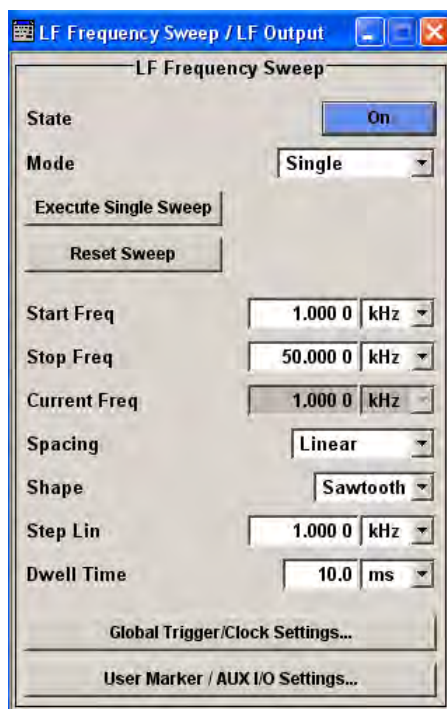 LF Frequency Sweep / LF Output
LF Frequency Sweep
State On
Mode Single
Execute Single Sweep
Reset Sweep
Start Freq 1.000 0 kHz
Stop Freq 50.000 0 kHz
Current Freq 1.000 0 kHz
Spacing Linear
Shape Sawtooth
Step Lin 1.000 0 kHz
Dwell Time 10.0 ms
Global Trigger/Clock Settings...
User Marker / AUX I/O Settings...